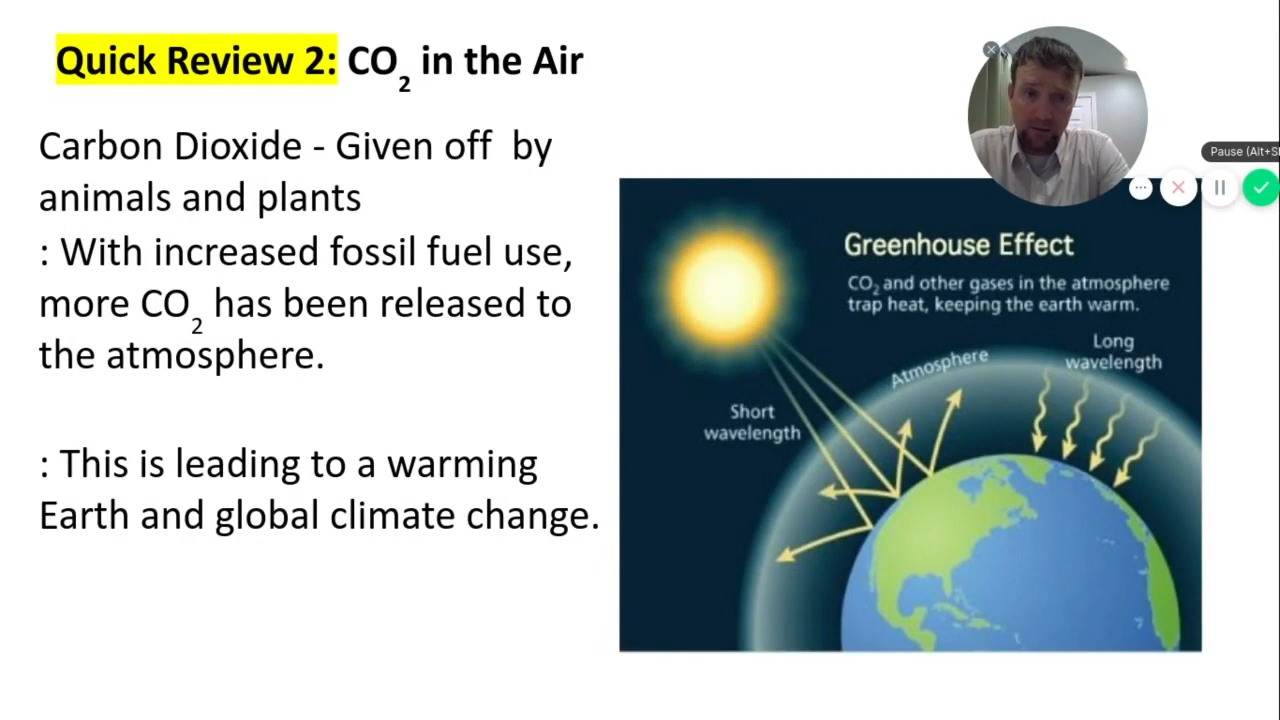 Quick Review 2: CO₂ in the Air
Carbon Dioxide - Given off  by
animals and plants
: With increased fossil fuel use,
more CO₂ has been released to
the atmosphere.
: This is leading to a warming
Earth and global climate change.
Pause (Alt+S
Greenhouse Effect
CO₂ and other gases in the atmosphere
trap heat, keeping the earth warm.
Long
wavelength
Atmosphere
Short
wavelength